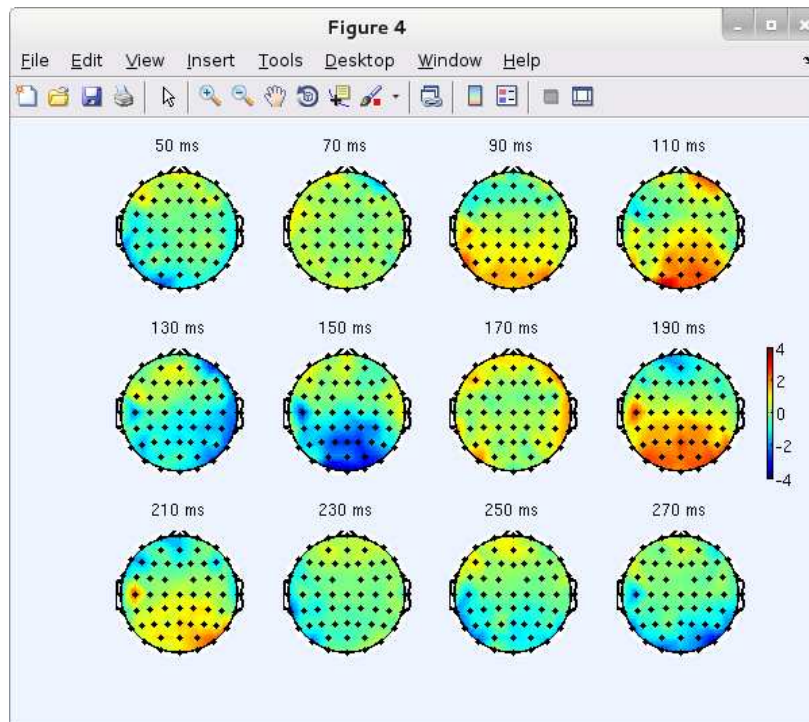 Figure 4
File Edit View Insert Tools Desktop Window Help
50 ms 70 ms 90 ms 110 ms
130 ms 150 ms 170 ms 190 ms
4
2
0
-2
-4
210 ms 230 ms 250 ms 270 ms